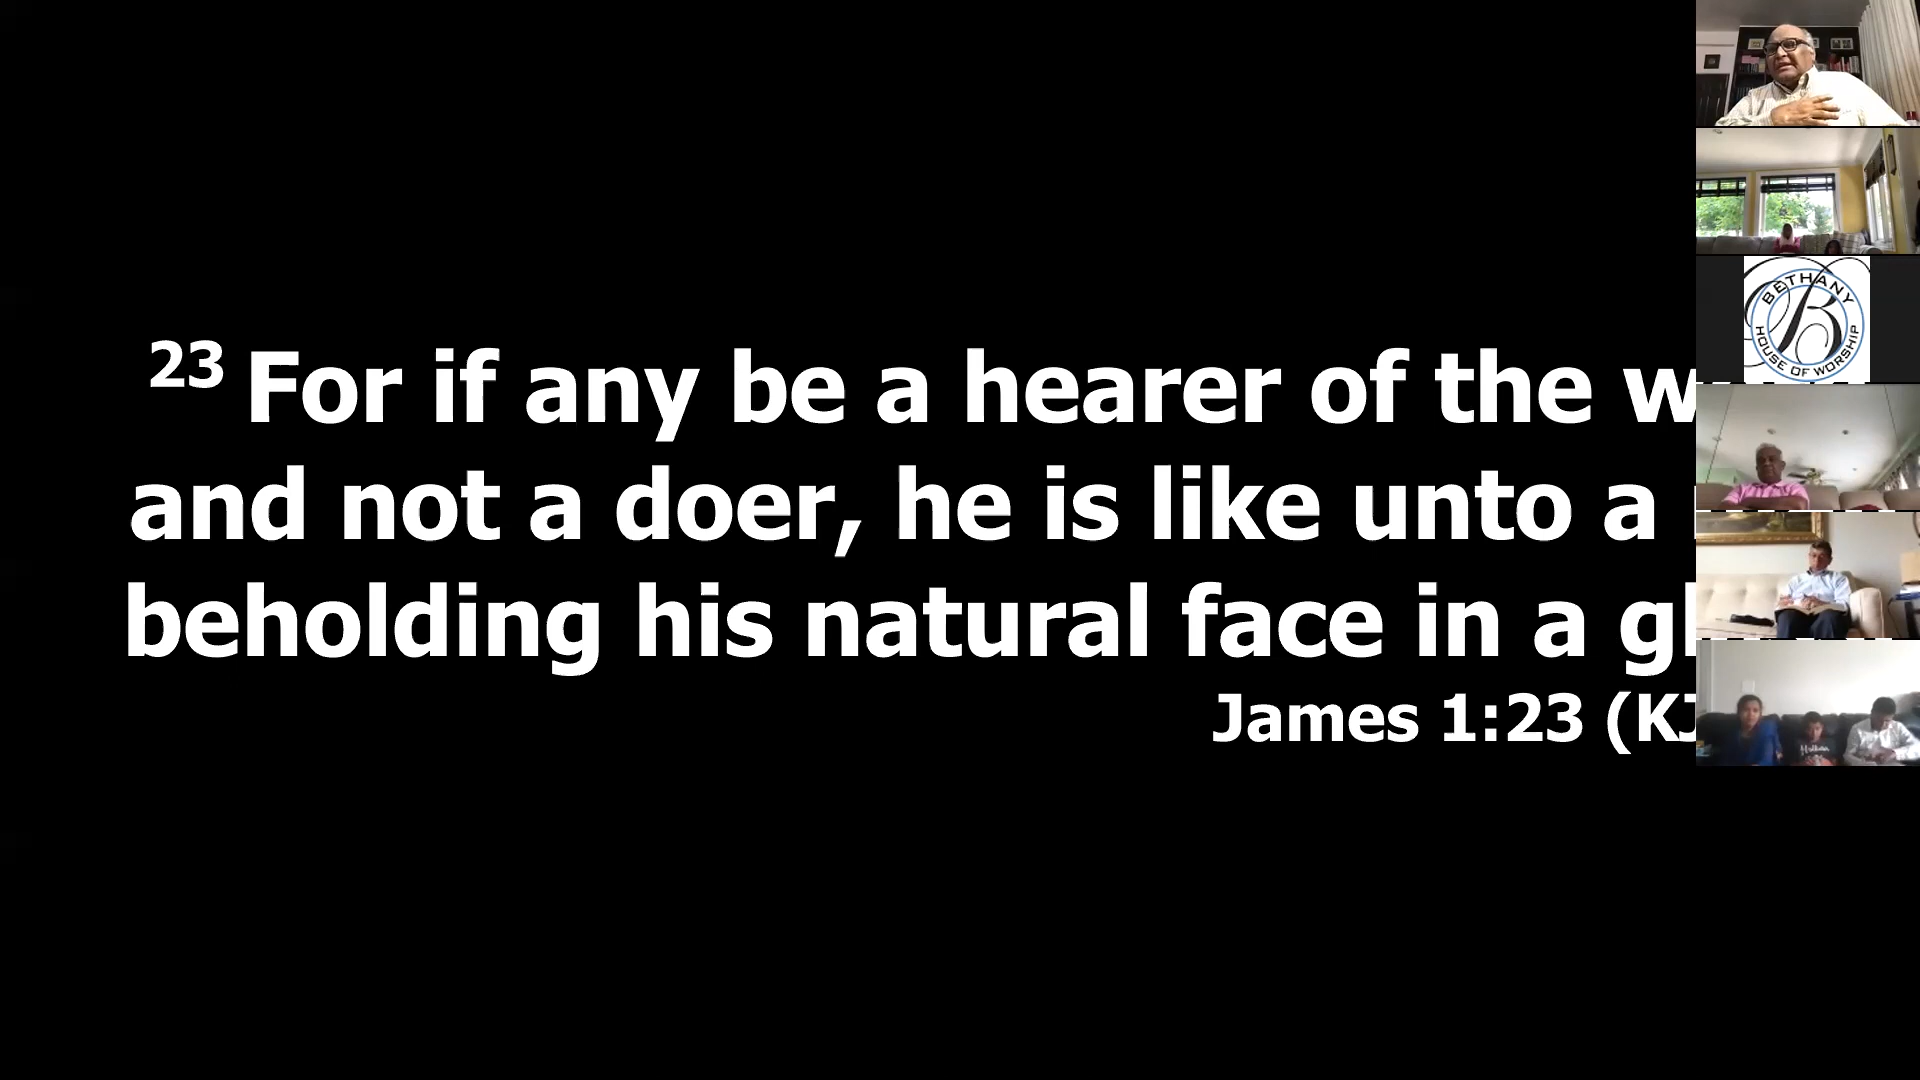 23 For if any be a hearer of the
and not a doer, he is like unto a
beholding his natural face in a
James 1:23
BETHANY
B
HOUSE OF WORSHIP